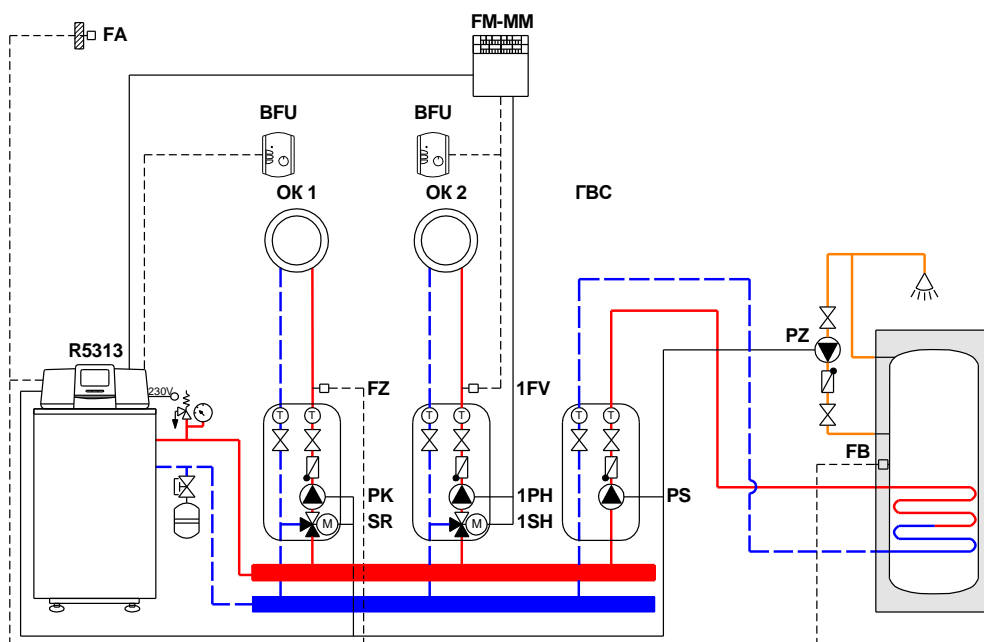 FA
FM-MM
BFU
BFU
ОК 1
ОК 2
ГВС
R5313
230V
PZ
FZ
1FV
T
T
T
T
T
T
FB
PK
1PH
PS
SR
1SH
M
M